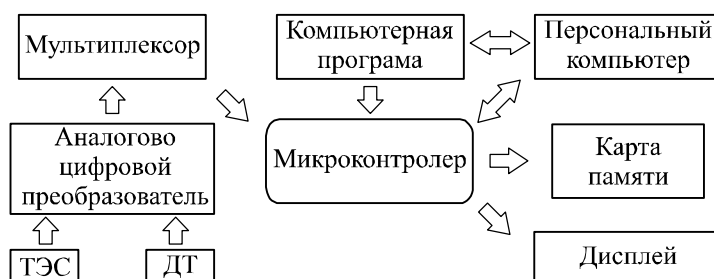 Мультиплексор
Компьютерная
програма
Персональный
компьютер
Аналогово
цифровой
преобразователь
Микроконтролер
Карта
памяти
ТЭС
ДТ
Дисплей